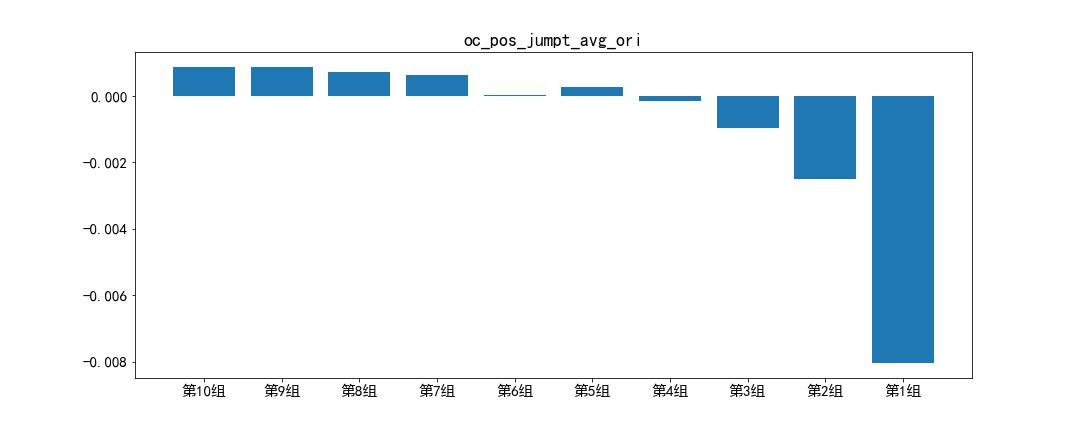 oc_pos_jumpt_avg_ori
0.000
-0.002
-0.004
-0.006
-0.008
第10组 第9组 第8组 第7组 第6组 第5组 第4组 第3组 第2组 第1组